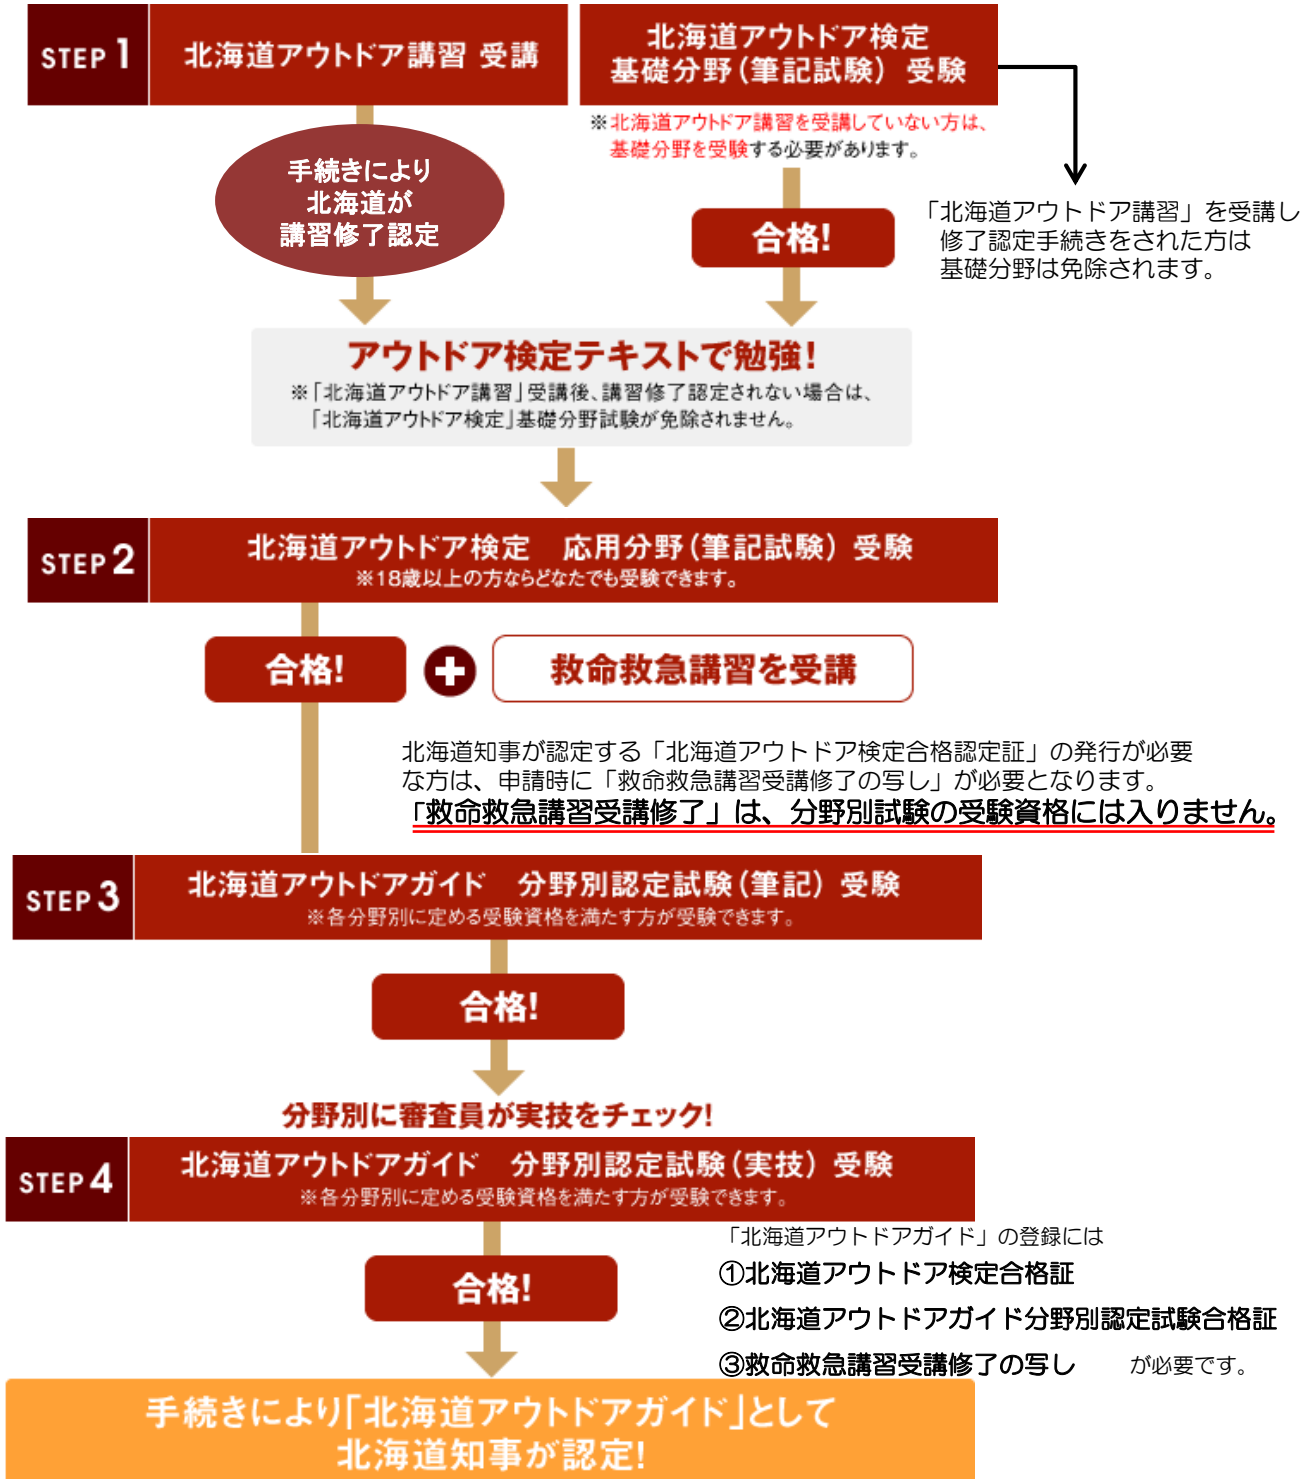 STEP 1
北海道アウトドア講習 受講
北海道アウトドア検定
基礎分野（筆記試験） 受験
※北海道アウトドア講習を受講していない方は、
基礎分野を受験する必要があります。
手続きにより
北海道が
講習修了認定
合格!
「北海道アウトドア講習」を受講し
修了認定手続きをされた方は
基礎分野は免除されます。
アウトドア検定テキストで勉強!
※「北海道アウトドア講習」受講後、講習修了認定されない場合は、
「北海道アウトドア検定」基礎分野試験が免除されません。
STEP 2
北海道アウトドア検定　応用分野（筆記試験） 受験
※18歳以上の方ならどなたでも受験できます。
合格!
救命救急講習を受講
北海道知事が認定する「北海道アウトドア検定合格認定証」の発行が必要
な方は、申請時に「救命救急講習受講修了の写し」が必要となります。
「救命救急講習受講修了」は、分野別試験の受験資格には入りません。
STEP 3
北海道アウトドアガイド　分野別認定試験（筆記） 受験
※各分野別に定める受験資格を満たす方が受験できます。
合格!
分野別に審査員が実技をチェック!
STEP 4
北海道アウトドアガイド　分野別認定試験（実技） 受験
※各分野別に定める受験資格を満たす方が受験できます。
合格!
「北海道アウトドアガイド」の登録には
①北海道アウトドア検定合格証
②北海道アウトドアガイド分野別認定試験合格証
③救命救急講習受講修了の写し　が必要です。
手続きにより「北海道アウトドアガイド」として
北海道知事が認定!